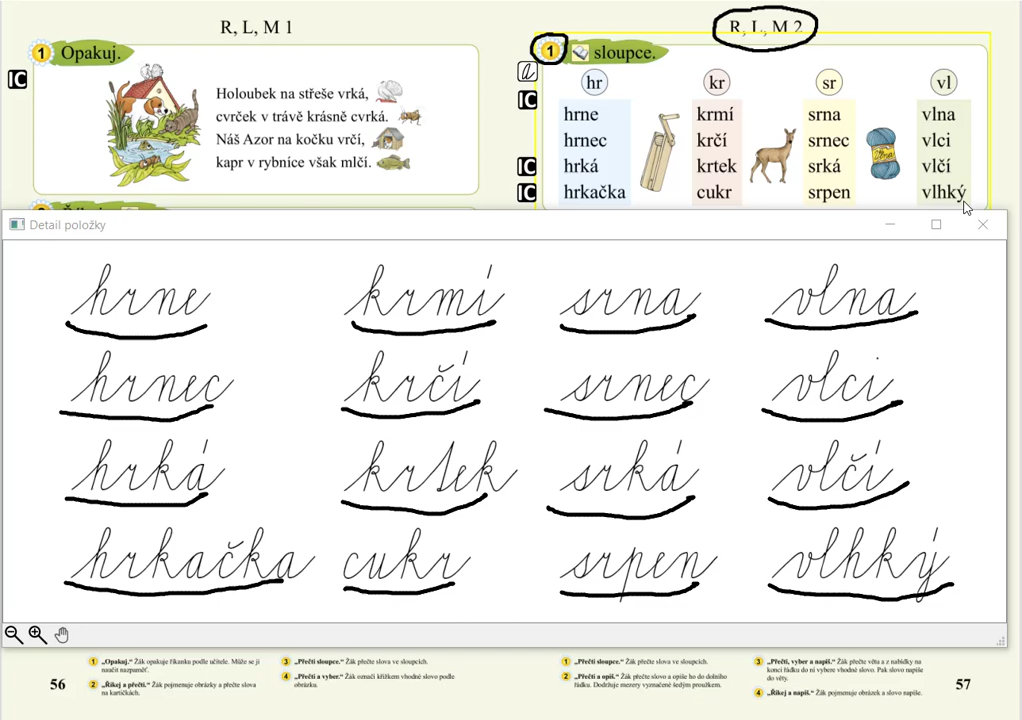 R, L, M 1
1 Opakuj.
Holoubek na střeše vrká,
cvrček v trávě krásně cvrká.
Náš Azor na kočku vrčí,
kapr v rybníce však mlčí.
R, L, M 2
1 sloupce.
hr kr sr vl
hrne krmí srna vlna
hrnec krčí srnec vlci
hrká krtek srká vlčí
hrkačka cukr srpen vlhký
Detail položky
hrne krmí srna vlna
hrnec krčí srnec vlci
hrká krtek srká vlčí
hrkačka cukr srpen vlhký
56
1 „Opakuj.“ Žák opakuje říkanku podle učitele. Může se ji
naučit nazpaměť.
2 „Říkej a přečti.“ Žák pojmenuje obrázky a přečte slova
na kartičkách.
3 „Přečti sloupce.“ Žák přečte slova ve sloupcích.
4 „Přečti a vyber.“ Žák označí křížkem vhodné slovo podle
obrázku.
1 „Přečti sloupce.“ Žák přečte slova ve sloupcích.
2 „Přečti a opiš.“ Žák přečte slovo a opíše ho do dolního
řádku. Dodržuje mezery vyznačené šedým proužkem.
3 „Přečti, vyber a napiš.“ Žák přečte větu a z nabídky na
konci řádku do ní vybere vhodné slovo. Pak slovo napíše
do věty.
4 „Říkej a napiš.“ Žák pojmenuje obrázek a slovo napíše.
57